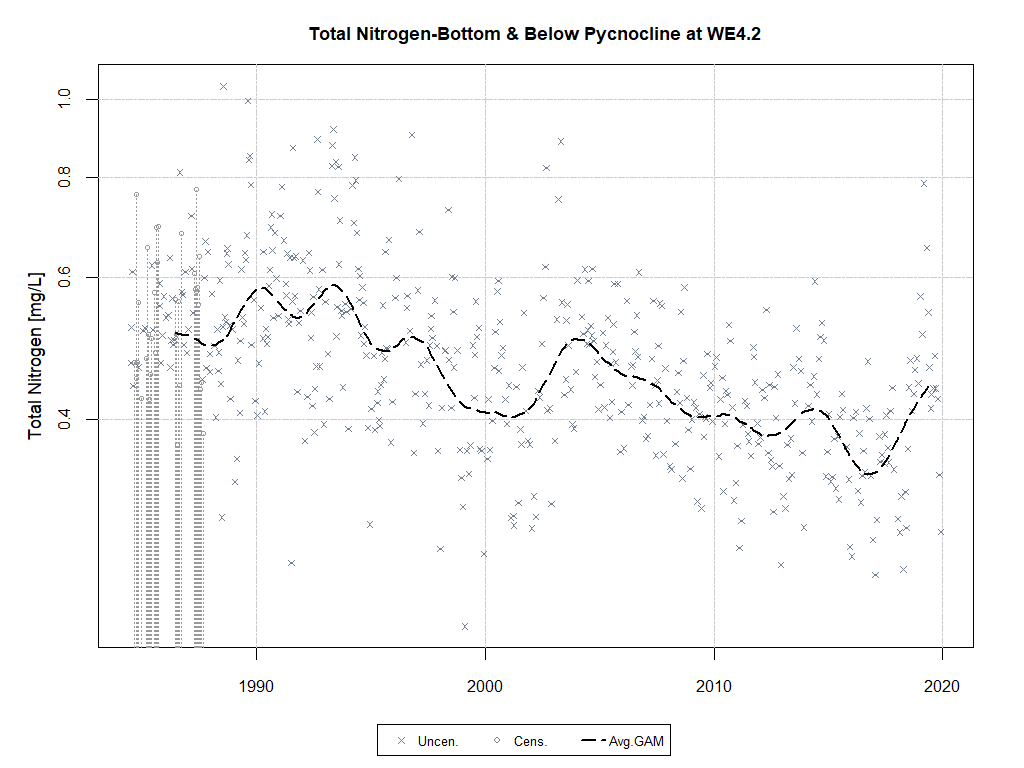 Total Nitrogen-Bottom & Below Pycnocline at WE4.2
Total Nitrogen [mg/L]
1.0
0.8
0.6
0.4
1990 2000 2010 2020
Uncen. Cens. Avg.GAM